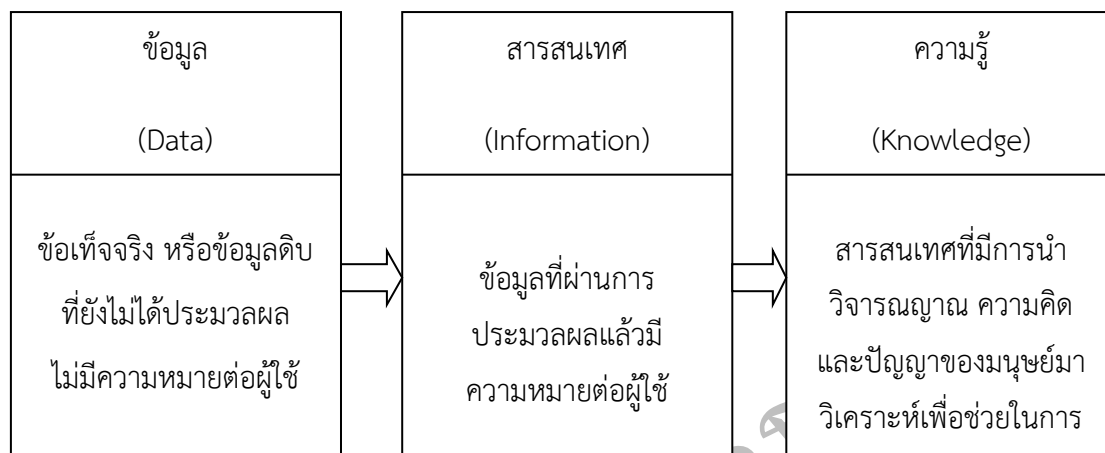 ข้อมูล
(Data)
ข้อเท็จจริง หรือข้อมูลดิบ
ที่ยังไม่ได้ประมวลผล
ไม่มีความหมายต่อผู้ใช้
สารสนเทศ
(Information)
ข้อมูลที่ผ่านการ
ประมวลผลแล้วมี
ความหมายต่อผู้ใช้
ความรู้
(Knowledge)
สารสนเทศที่มีการนำ
วิจารณญาณ ความคิด
และปัญญาของมนุษย์มา
วิเคราะห์เพื่อช่วยในการ